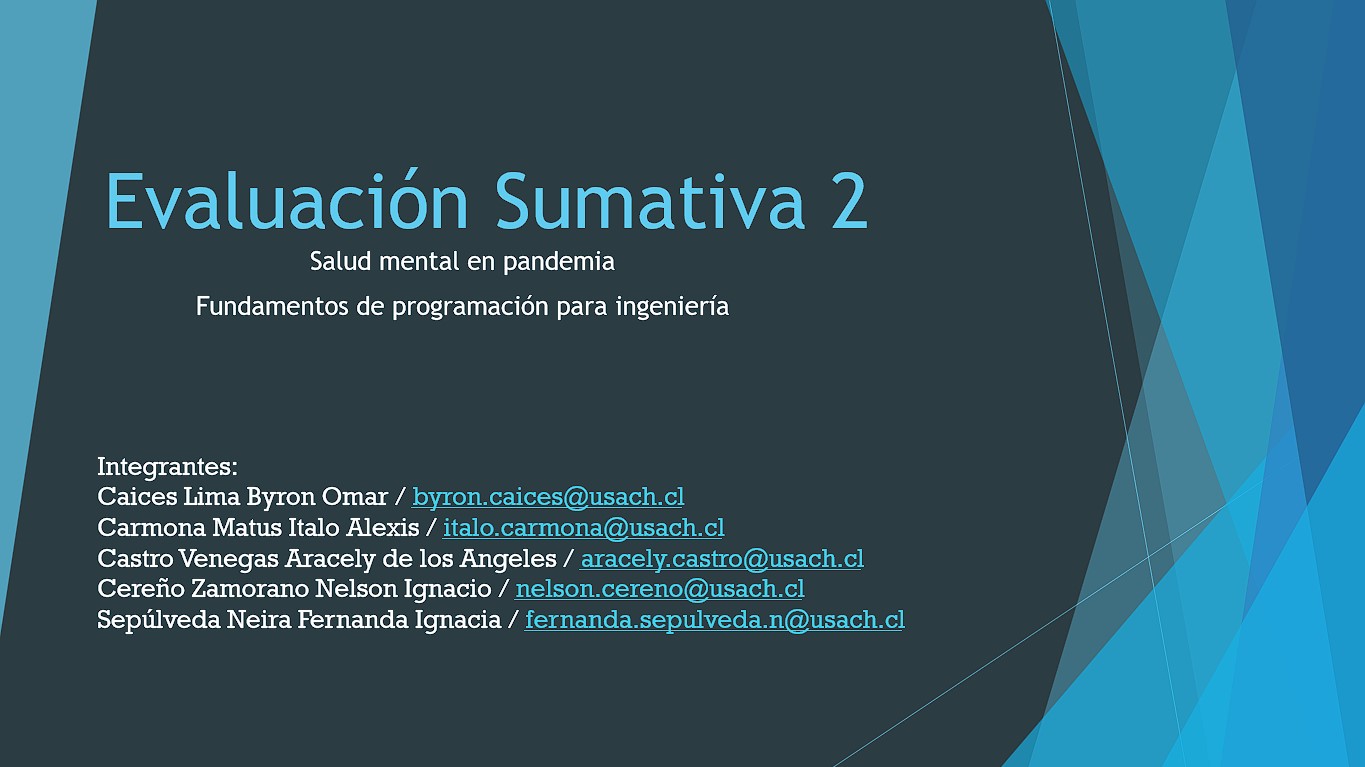 Evaluación Sumativa 2
Salud mental en pandemia
Fundamentos de programación para ingeniería
Integrantes:
Caices Lima Byron Omar / byron.caices@usach.cl
Carmona Matus Italo Alexis / italo.carmona@usach.cl
Castro Venegas Aracely de los Angeles / aracely.castro@usach.cl
Cereño Zamorano Nelson Ignacio / nelson.cereno@usach.cl
Sepúlveda Neira Fernanda Ignacia / fernanda.sepulveda.n@usach.cl